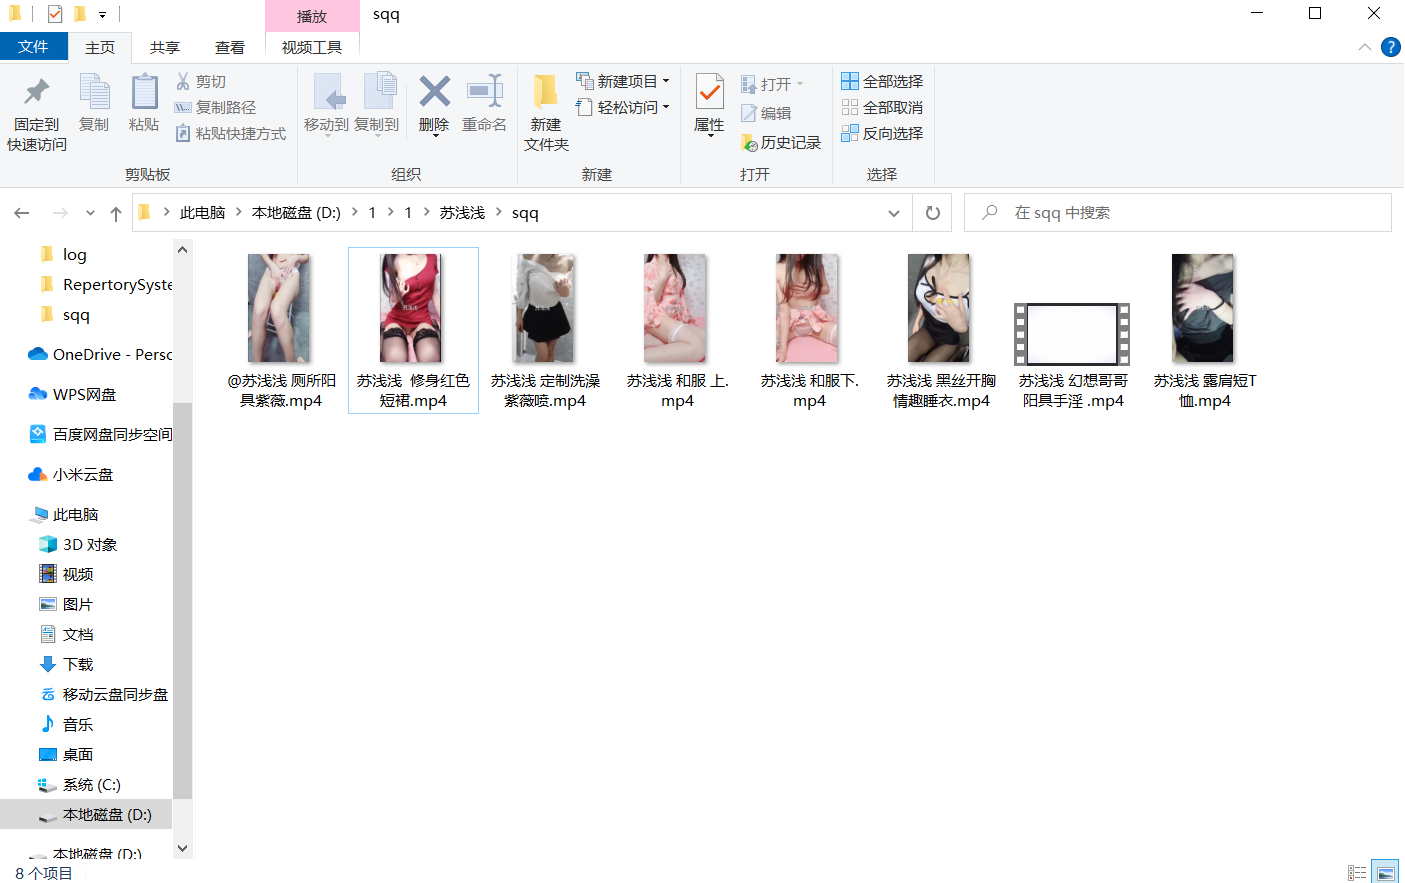 播放
sqq
文件
主页
共享
查看
视频工具
固定到
快速访问
复制
粘贴
剪切
复制路径
粘贴快捷方式
剪贴板
移动到
复制到
删除
重命名
组织
新建
文件夹
新建项目
轻松访问
新建
属性
打开
编辑
历史记录
打开
全部选择
全部取消
反向选择
选择
此电脑
本地磁盘 (D:)
1
1
苏浅浅
sqq
在 sqq 中搜索
log
RepertorySyste
sqq
OneDrive - Perso
WPS网盘
百度网盘同步空间
小米云盘
此电脑
3D 对象
视频
图片
文档
下载
移动云盘同步盘
音乐
桌面
系统 (C:)
本地磁盘 (D:)
本地磁盘 (D:)
@苏浅浅 厕所阳
具紫薇.mp4
苏浅浅  修身红色
短裙.mp4
苏浅浅 定制洗澡
紫薇喷.mp4
苏浅浅 和服 上.
mp4
苏浅浅 和服下.
mp4
苏浅浅 黑丝开胸
情趣睡衣.mp4
苏浅浅 幻想哥哥
阳具手淫 .mp4
苏浅浅 露肩短T
恤.mp4
8 个项目